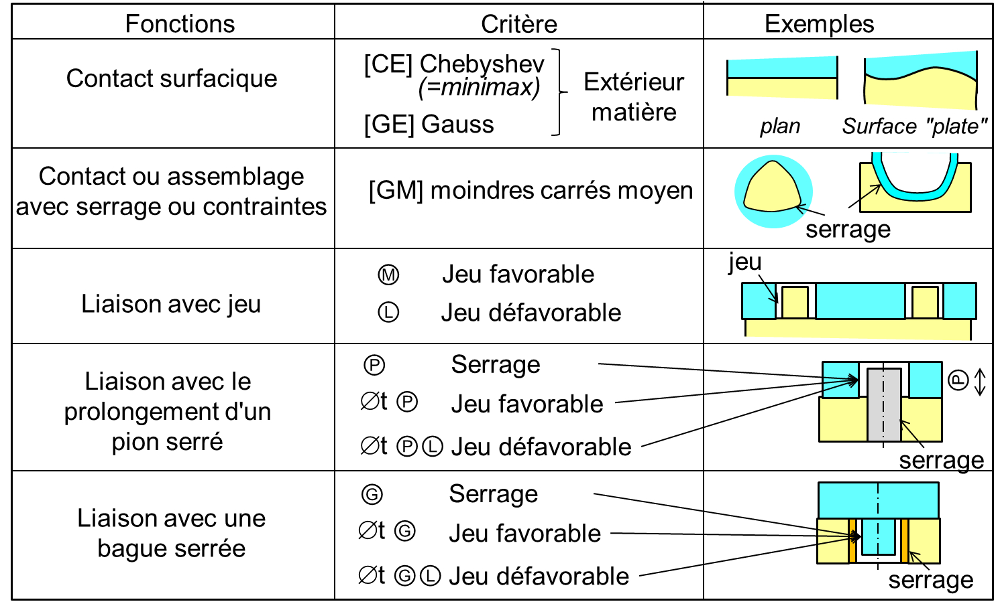 Fonctions
Critère
Exemples
Contact surfacique
[CE] Chebyshev
(=minimax)
[GE] Gauss
Extérieur
matière
plan
Surface "plate"
Contact ou assemblage
avec serrage ou contraintes
[GM] moindres carrés moyen
serrage
Liaison avec jeu
Ⓜ Jeu favorable
Ⓛ Jeu défavorable
jeu
Liaison avec le
prolongement d'un
pion serré
Ⓟ Serrage
∅t Ⓟ Jeu favorable
∅t Ⓟ Ⓛ Jeu défavorable
Ⓟ
serrage
Liaison avec une
bague serrée
Ⓖ Serrage
∅t Ⓖ Jeu favorable
∅t Ⓖ Ⓛ Jeu défavorable
serrage